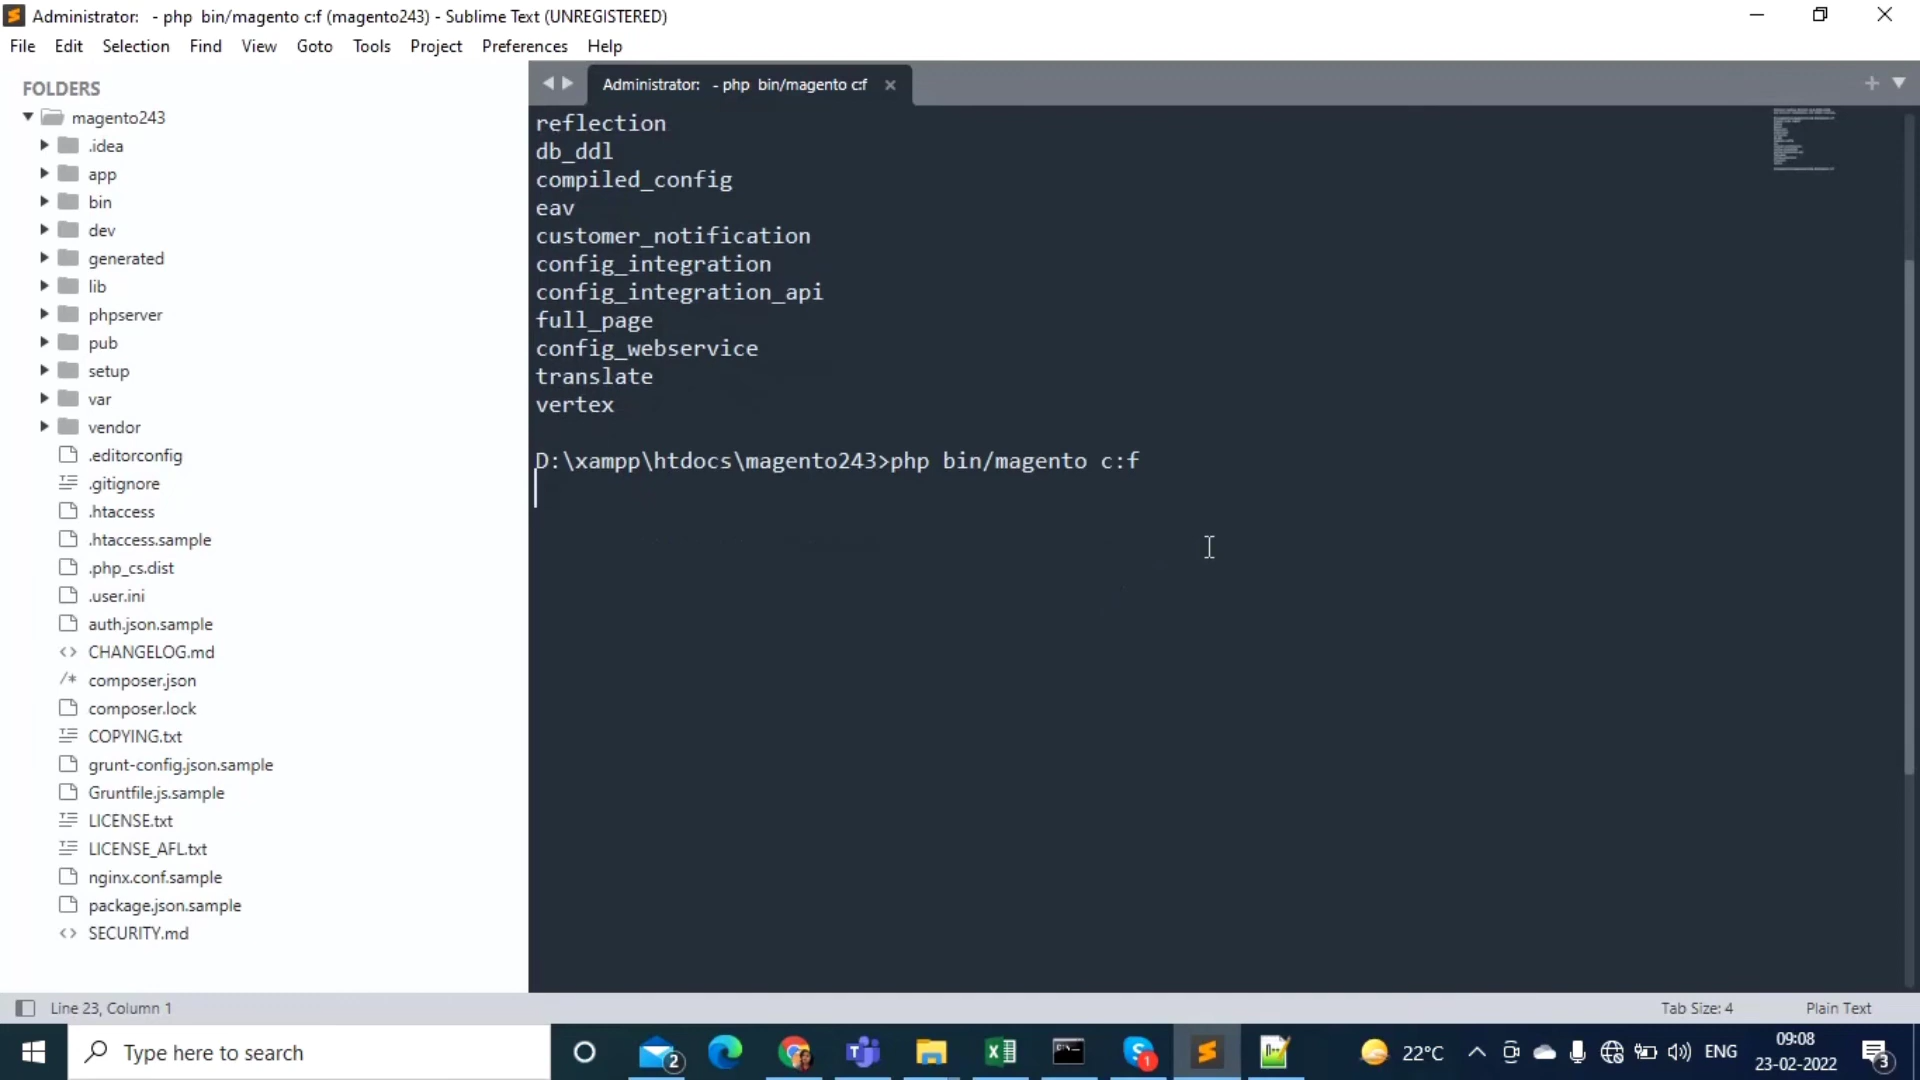 Administrator:   - php  bin/magento c:f (magento243) - Sublime Text (UNREGISTERED)
File Edit Selection Find View Goto Tools Project Preferences Help
FOLDERS
magento243
.idea
app
bin
dev
generated
lib
phpserver
pub
setup
var
vendor
.editorconfig
.gitignore
.htaccess
.htaccess.sample
.php_cs.dist
.user.ini
auth.json.sample
CHANGELOG.md
composer.json
composer.lock
COPYING.txt
grunt-config.json.sample
Gruntfile.js.sample
LICENSE.txt
LICENSE_AFL.txt
nginx.conf.sample
package.json.sample
SECURITY.md
Administrator:   - php  bin/magento c:f
reflection
db_ddl
compiled_config
eav
customer_notification
config_integration
config_integration_api
full_page
config_webservice
translate
vertex
D:\xampp\htdocs\magento243>php bin/magento c:f
Line 23, Column 1
Tab Size: 4
Plain Text
Type here to search
2
1
22°C
ENG
09:08
23-02-2022
3